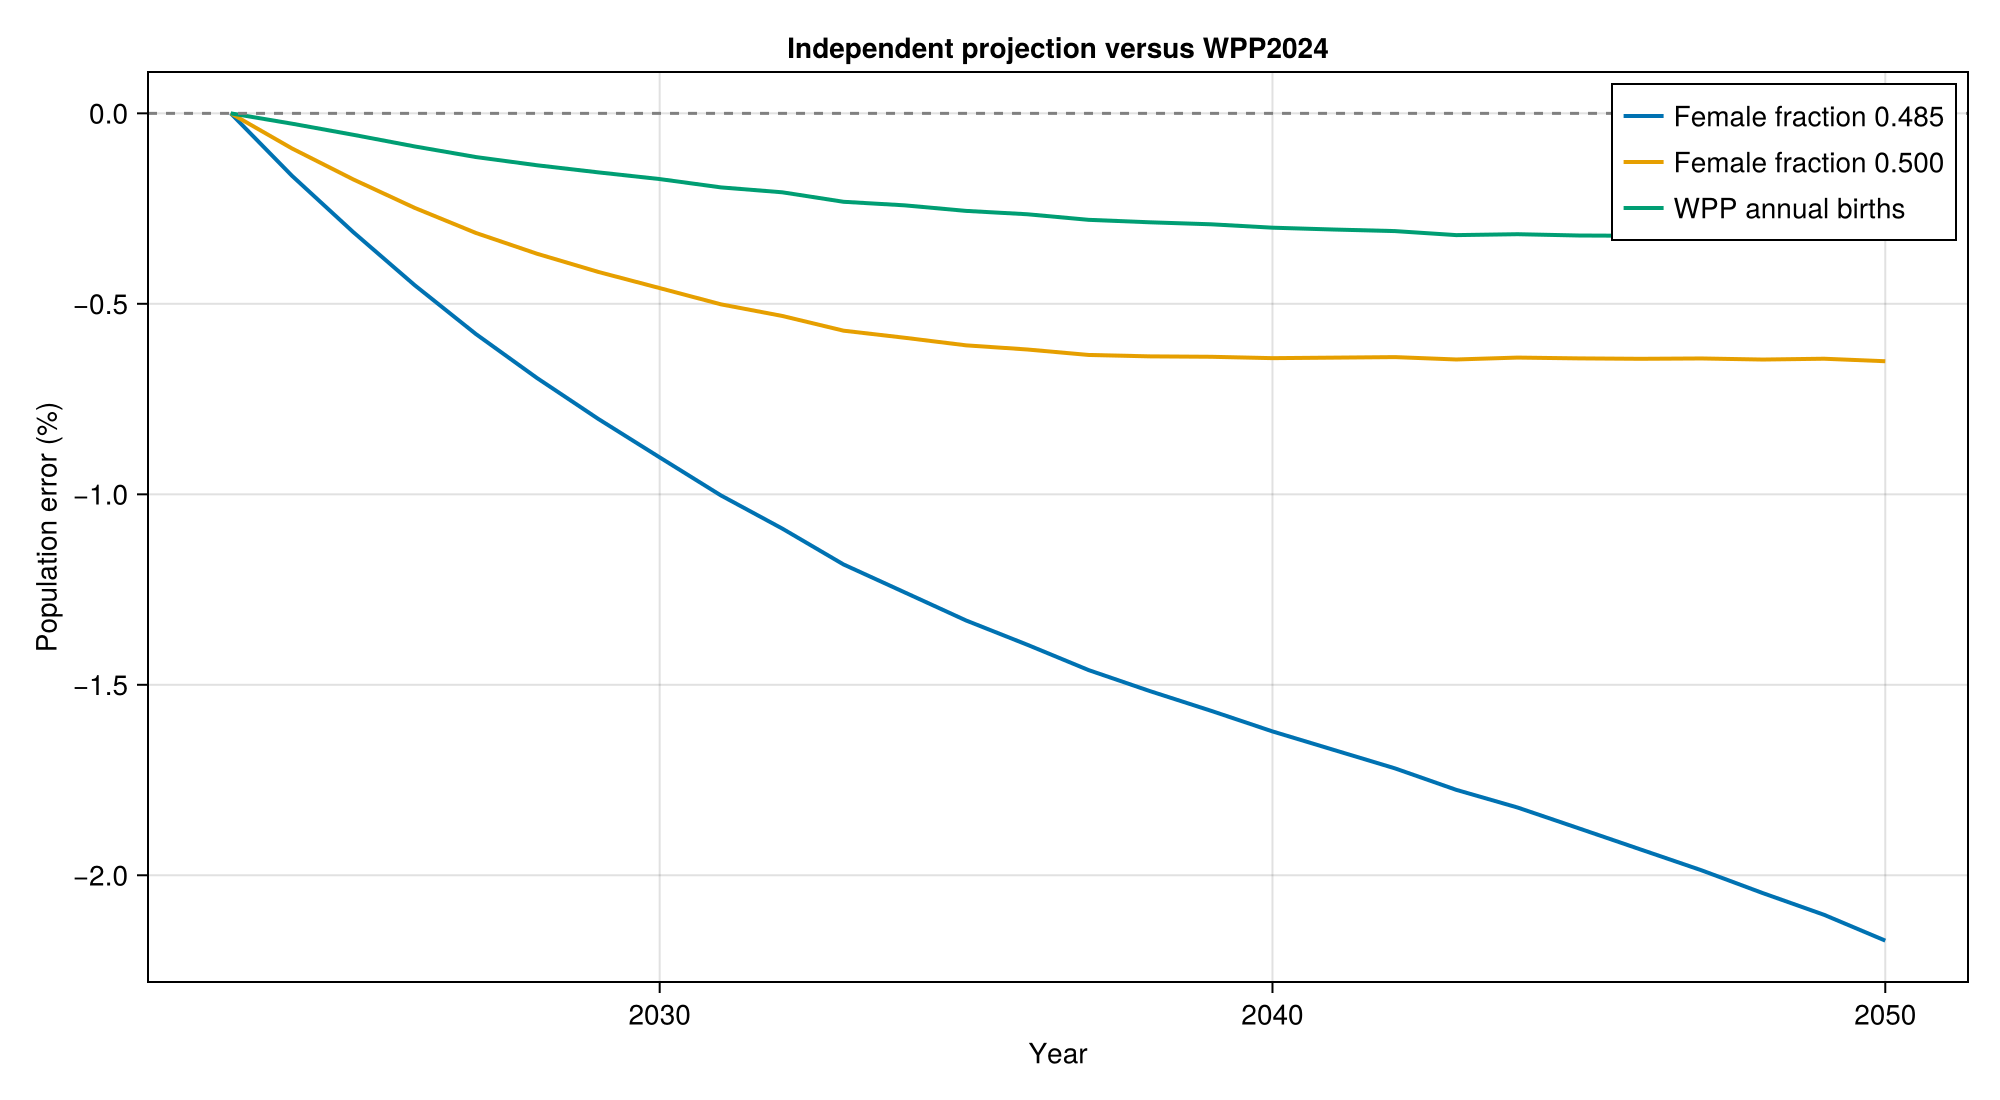 Independent projection versus WPP2024
Female fraction 0.485
Female fraction 0.500
WPP annual births
0.0
−0.5
−1.0
−1.5
−2.0
Population error (%)
2030
2040
2050
Year